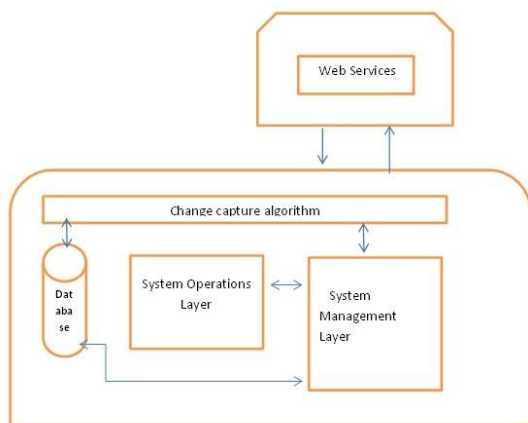 Web Services
Change capture algorithm
Dat
aba
se
System Operations
Layer
System
Management
Layer